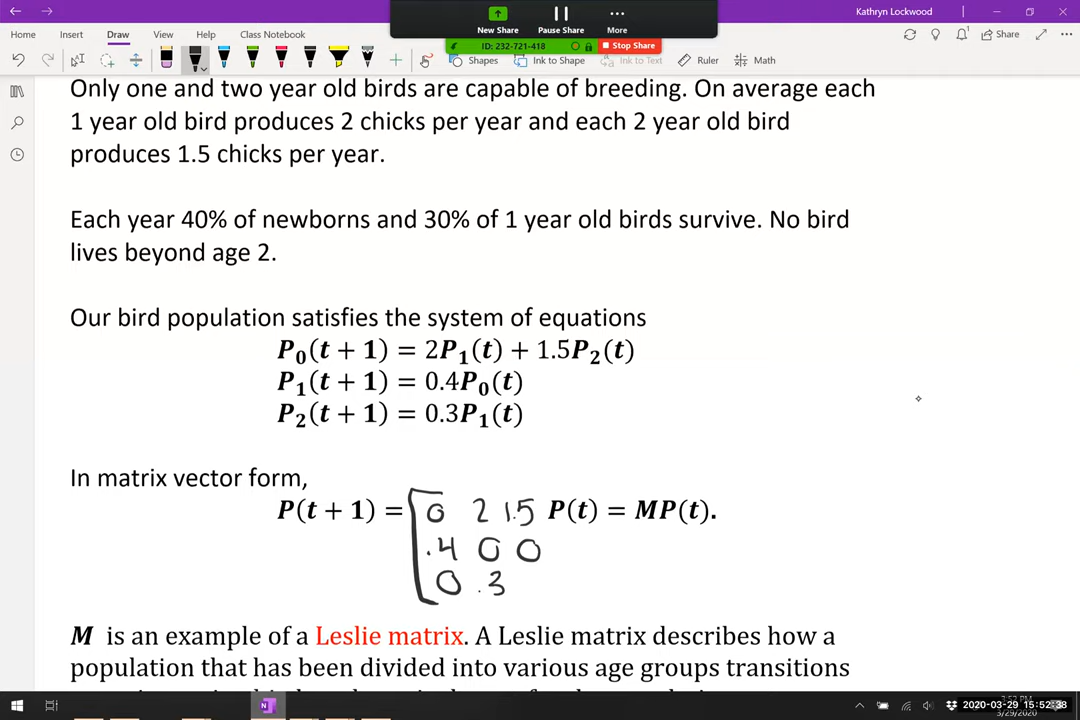 Kathryn Lockwood
New Share
Pause Share
More
ID: 232-721-418
Stop Share
Home
Insert
Draw
View
Help
Class Notebook
Share
Shapes
Ink to Shape
Ink to Text
Ruler
Math
Only one and two year old birds are capable of breeding. On average each
1 year old bird produces 2 chicks per year and each 2 year old bird
produces 1.5 chicks per year.
Each year 40% of newborns and 30% of 1 year old birds survive. No bird
lives beyond age 2.
Our bird population satisfies the system of equations
P₀(t + 1) = 2P₁(t) + 1.5P₂(t)
P₁(t + 1) = 0.4P₀(t)
P₂(t + 1) = 0.3P₁(t)
In matrix vector form,
P(t + 1) = [0 2 1.5 P(t) = MP(t).
.4 0 0
0 .3
M is an example of a Leslie matrix. A Leslie matrix describes how a
population that has been divided into various age groups transitions
2020-03-29 15:52:38